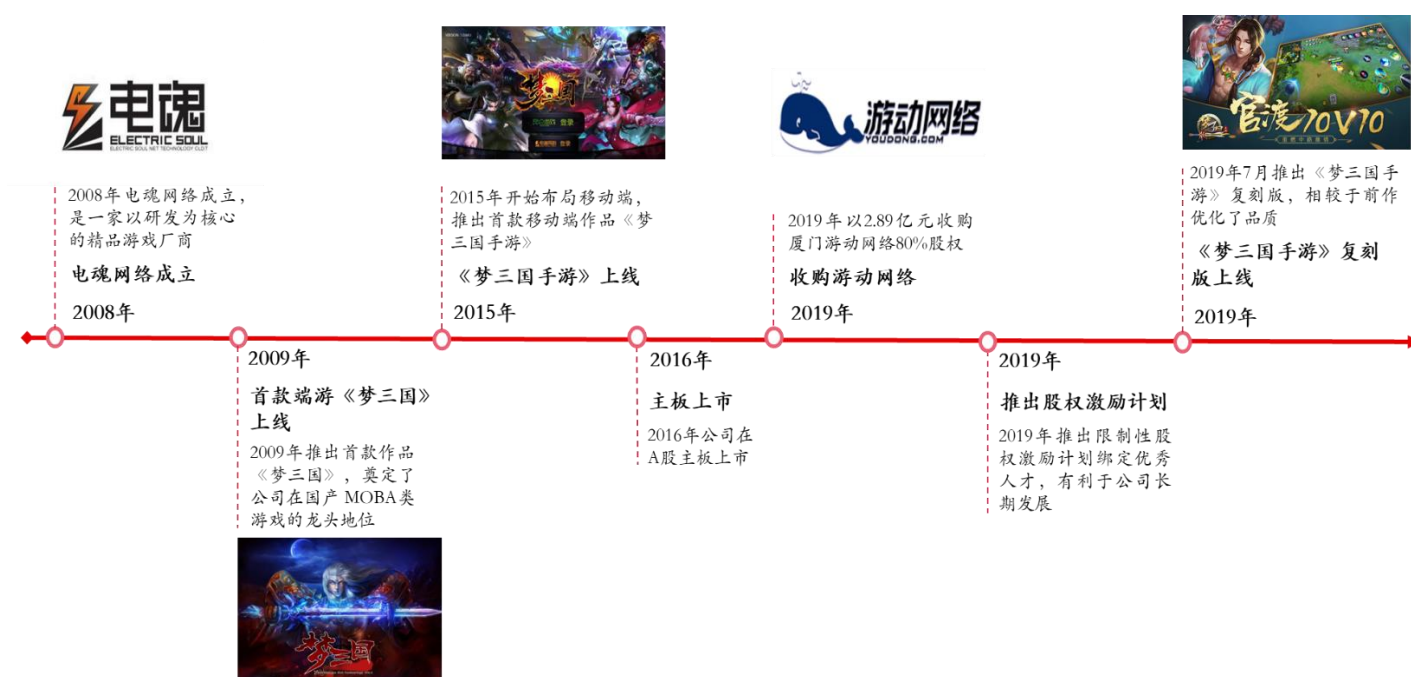 电魂
ELECTRIC SOUL
ELECTRIC SOUL NET TECHNOLOGY CLDT
2008年电魂网络成立，
是一家以研发为核心
的精品游戏厂商
电魂网络成立
2008年
2009年
首款端游《梦三国》
上线
2009年推出首款作品
《梦三国》，奠定了
公司在国产 MOBA类
游戏的龙头地位
梦三国
梦三国
2015年开始布局移动端，
推出首款移动端作品《梦
三国手游》
《梦三国手游》上线
2015年
2016年
主板上市
2016年公司在
A股主板上市
游动网络
YOUDONG.COM
2019年以2.89亿元收购
厦门游动网络80%股权
收购游动网络
2019年
2019年
推出股权激励计划
2019年推出限制性股
权激励计划绑定优秀
人才，有利于公司长
期发展
官渡10V10
2019年7月推出《梦三国手
游》复刻版，相较于前作
优化了品质
《梦三国手游》复刻
版上线
2019年